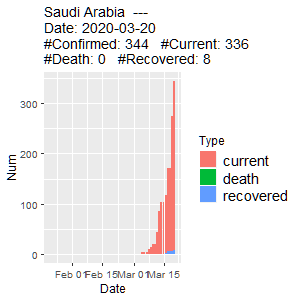 Saudi Arabia  ---
Date: 2020-03-20
#Confirmed: 344   #Current: 336
#Death: 0   #Recovered: 8
300
200
100
0
Num
Feb 01 Feb 15 Mar 01 Mar 15
Date
Type
current
death
recovered